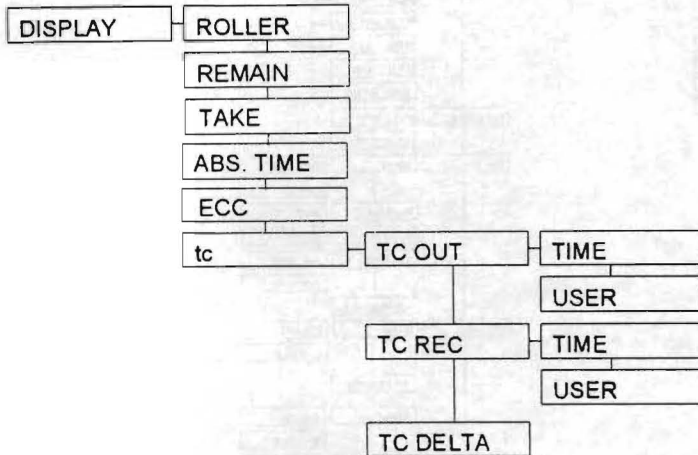 DISPLAY ROLLER
REMAIN
TAKE
ABS. TIME
ECC
tc TC OUT TIME
USER
TC REC TIME
USER
TC DELTA